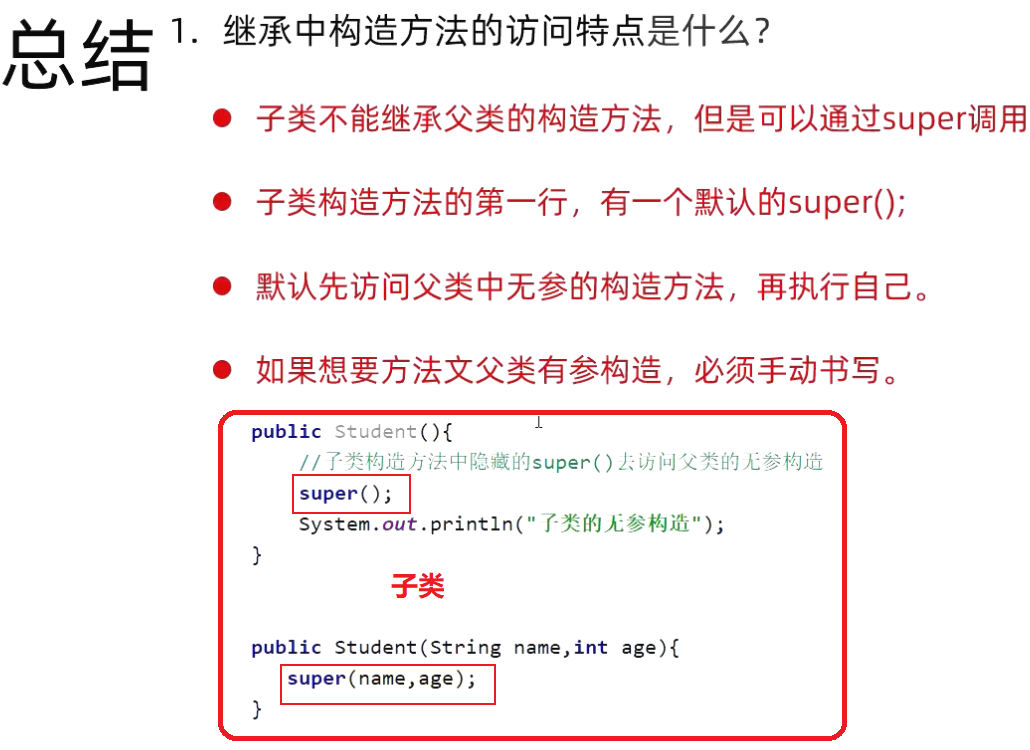 总结
1. 继承中构造方法的访问特点是什么？
● 子类不能继承父类的构造方法，但是可以通过super调用
● 子类构造方法的第一行，有一个默认的super();
● 默认先访问父类中无参的构造方法，再执行自己。
● 如果想要方法文父类有参构造，必须手动书写。
public Student(){
//子类构造方法中隐藏的super()去访问父类的无参构造
super();
System.out.println("子类的无参构造");
}
子类
public Student(String name,int age){
super(name,age);
}